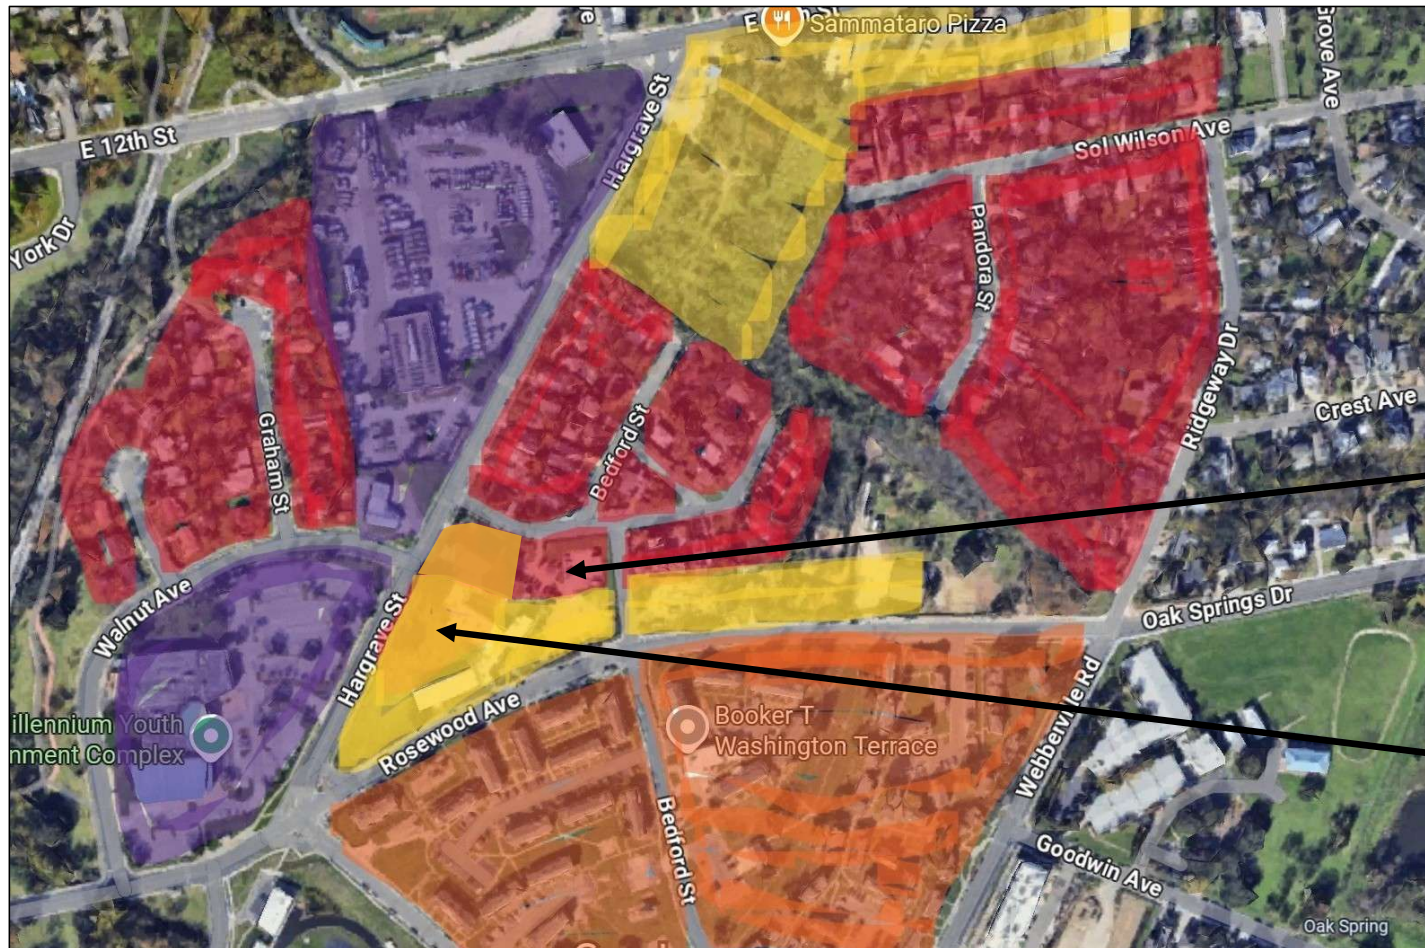 Sammataro Pizza
Grove Ave
E 12th St
Hargrave St
Sol Wilson Ave
York Dr
Pandora St
Ridgeway Dr
Crest Ave
Graham St
Bedford St
Walnut Ave
Hargrave St
Oak Springs Dr
illennium Youth
nment Complex
Rosewood Ave
Booker T
Washington Terrace
Webberville Rd
Bedford St
Goodwin Ave
Oak Spring